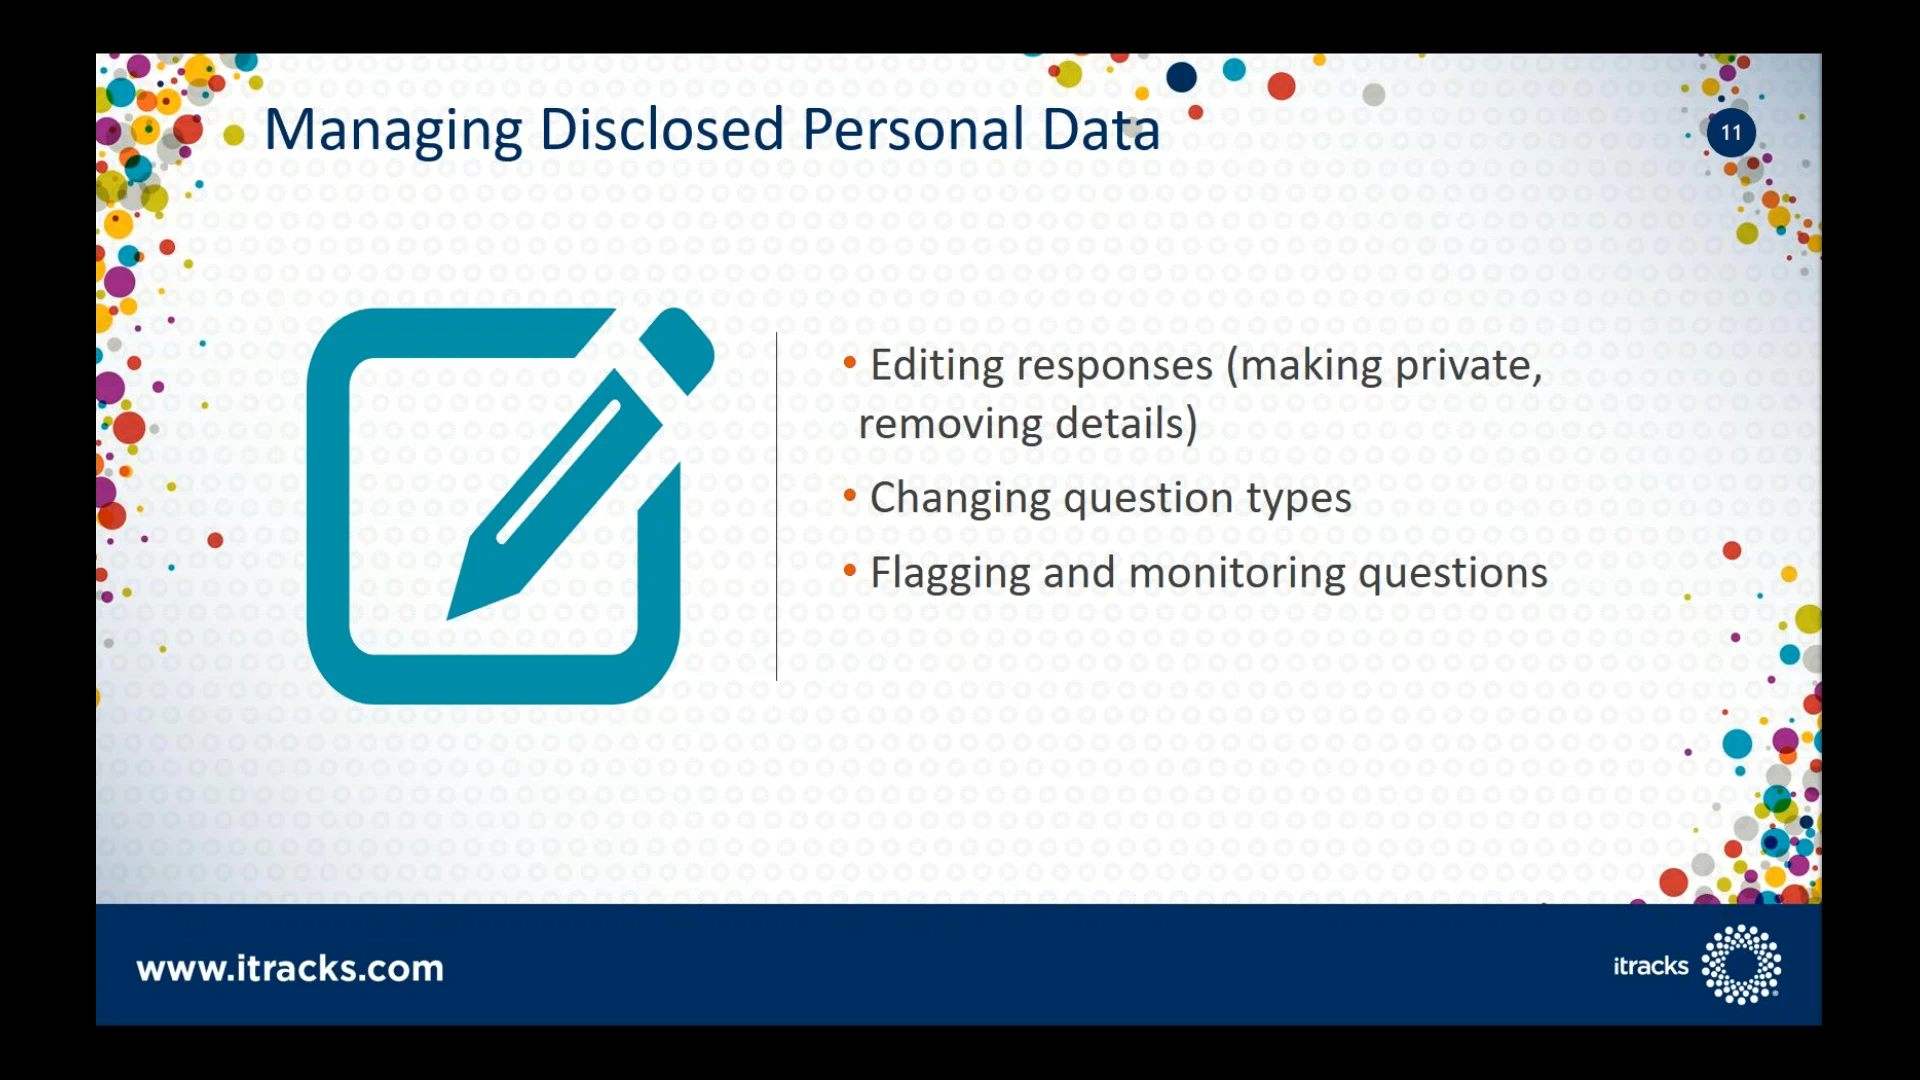 Managing Disclosed Personal Data
11
• Editing responses (making private,
removing details)
• Changing question types
• Flagging and monitoring questions
www.itracks.com
itracks